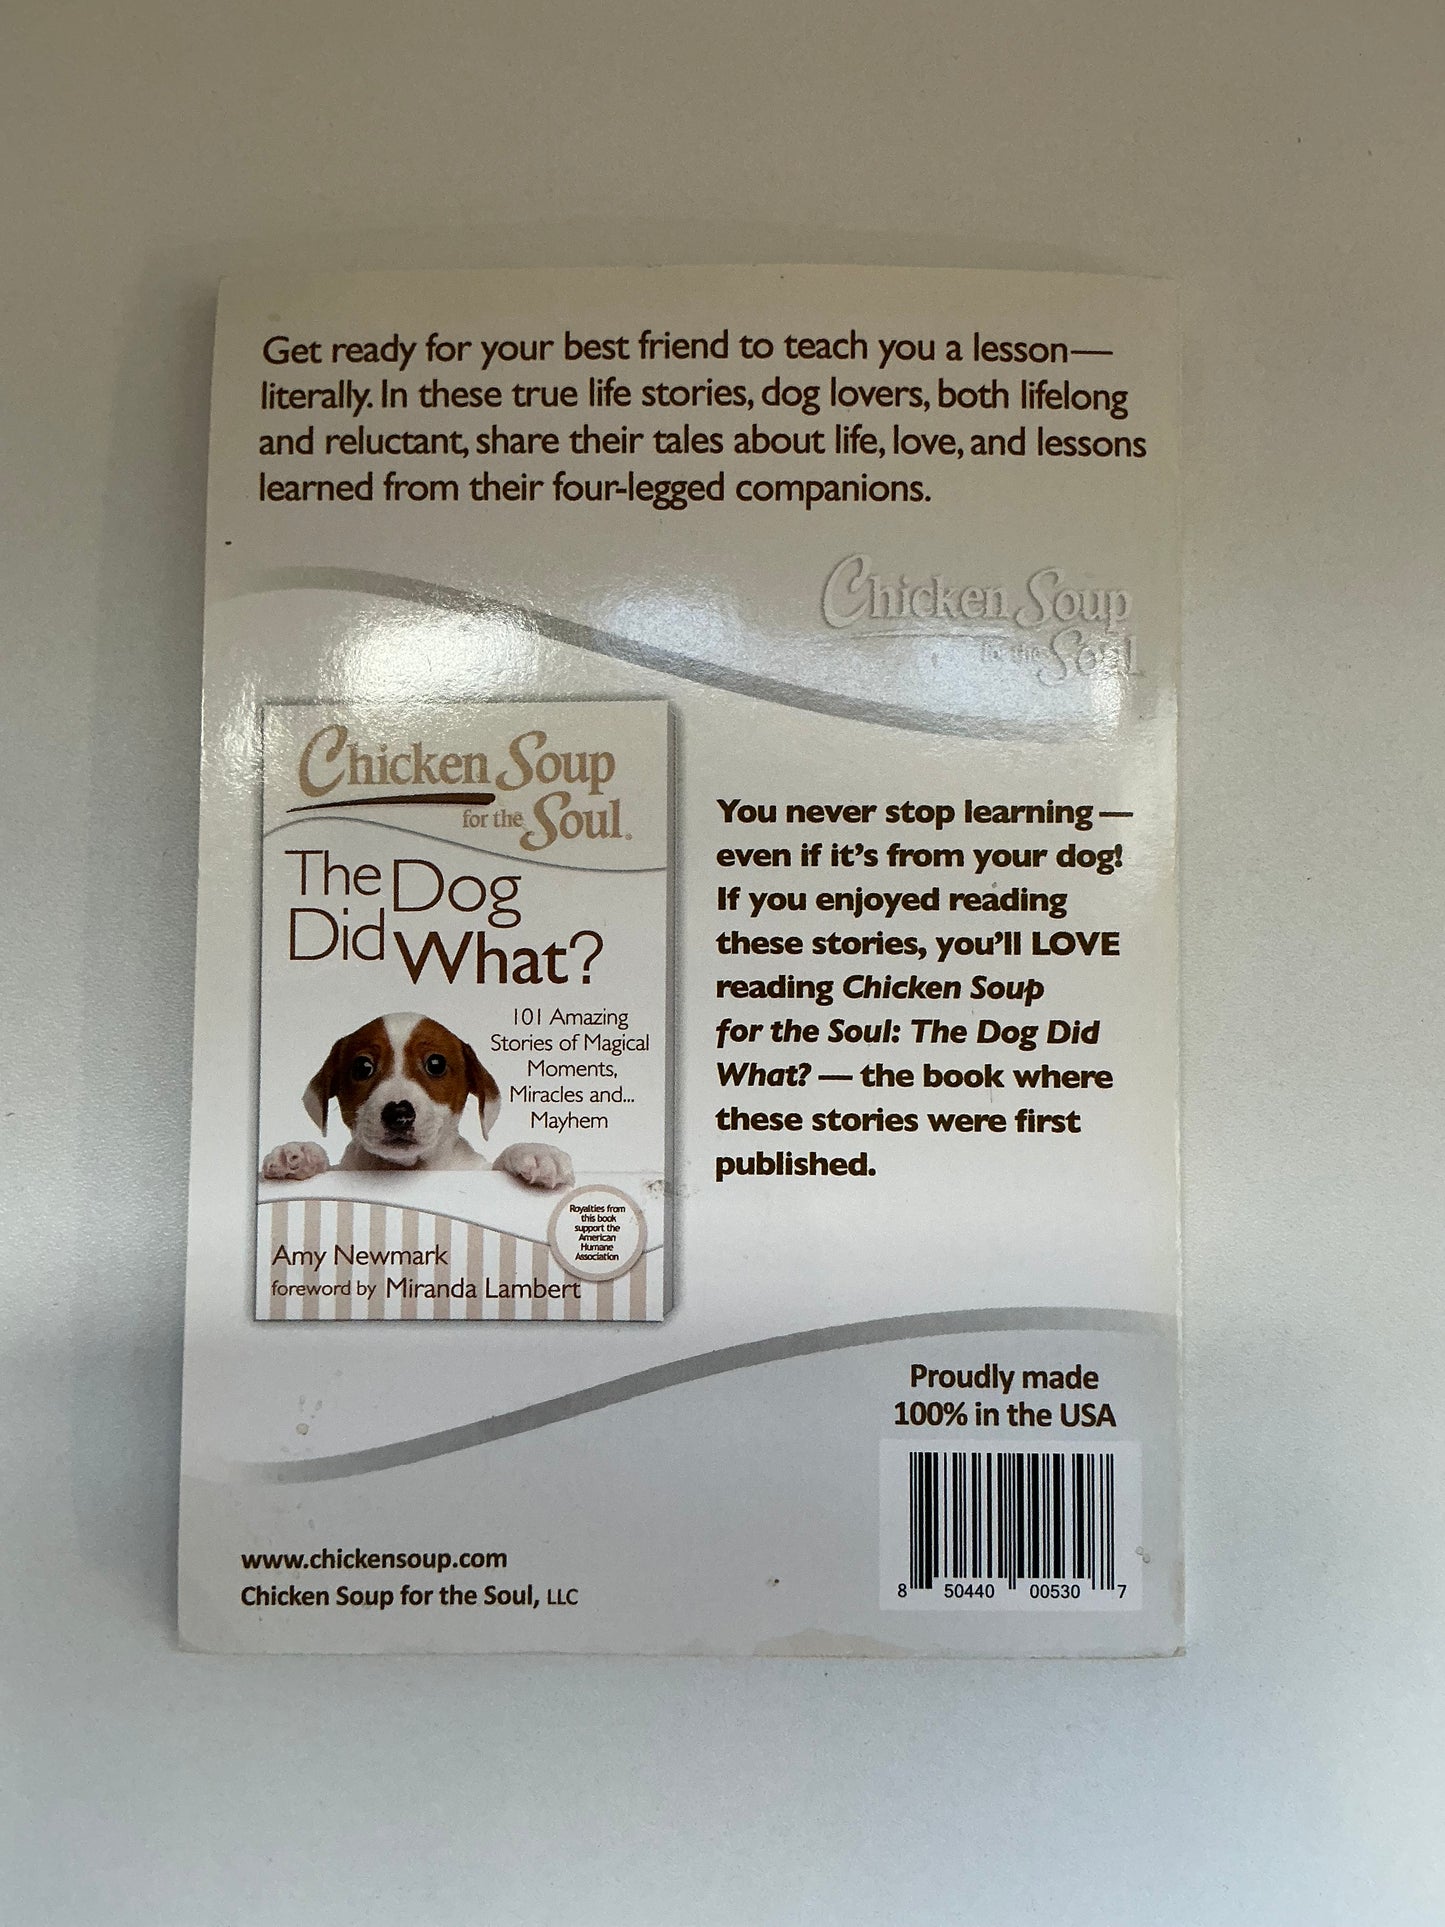 Get ready for your best friend to teach you a lesson—
literally. In these true life stories, dog lovers, both lifelong
and reluctant, share their tales about life, love, and lessons
learned from their four-legged companions.
Chicken Soup
for the Soul
Chicken Soup
for the Soul®
The Dog
Did What?
101 Amazing
Stories of Magical
Moments,
Miracles and...
Mayhem
Royalties from
this book
support the
American
Humane
Association
Amy Newmark
foreword by Miranda Lambert
You never stop learning —
even if it's from your dog!
If you enjoyed reading
these stories, you'll LOVE
reading Chicken Soup
for the Soul: The Dog Did
What? — the book where
these stories were first
published.
Proudly made
100% in the USA
8 50440 00530 7
www.chickensoup.com
Chicken Soup for the Soul, LLC